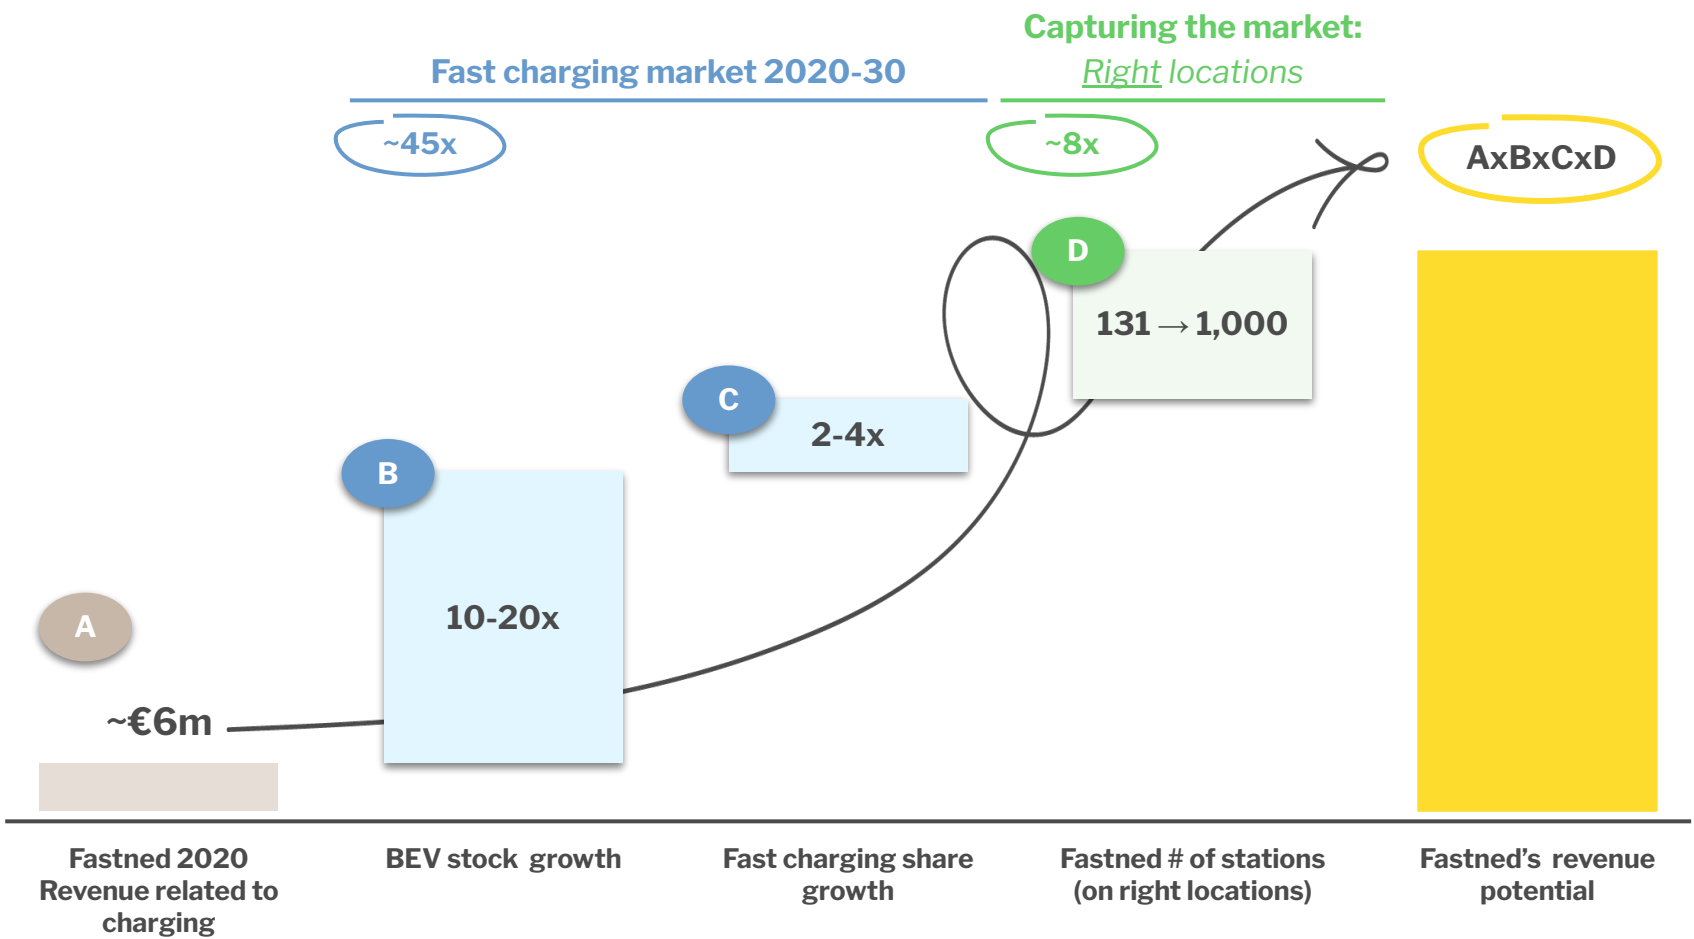 Capturing the market:
Fast charging market 2020-30
Right locations
~45x
~8x
AxBxCxD
D
131 → 1,000
C
2-4x
B
10-20x
A
~€6m
Fastned 2020
Revenue related to
charging
BEV stock growth
Fast charging share
growth
Fastned # of stations
(on right locations)
Fastned’s revenue
potential